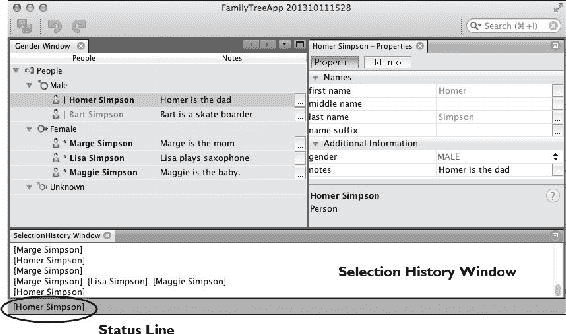 FamilyTreeApp 201310111528
Search (⌘+I)
Gender Window
People Notes
People
Male
Homer Simpson Homer is the dad ...
Bart Simpson Bart is a skate boarder ...
Female
* Marge Simpson Marge is the mom ...
* Lisa Simpson Lisa plays saxophone ...
* Maggie Simpson Maggie is the baby. ...
Unknown
Homer Simpson - Properties
Names
first name Homer
middle name
last name Simpson
name suffix
Additional Information
gender MALE
notes Homer is the dad
Homer Simpson
Person
?
SelectionHistory Window
[Marge Simpson]
[Homer Simpson]
[Marge Simpson]
[Marge Simpson] [Lisa Simpson] [Maggie Simpson]
[Homer Simpson]
Selection History Window
[Homer Simpson]
Status Line